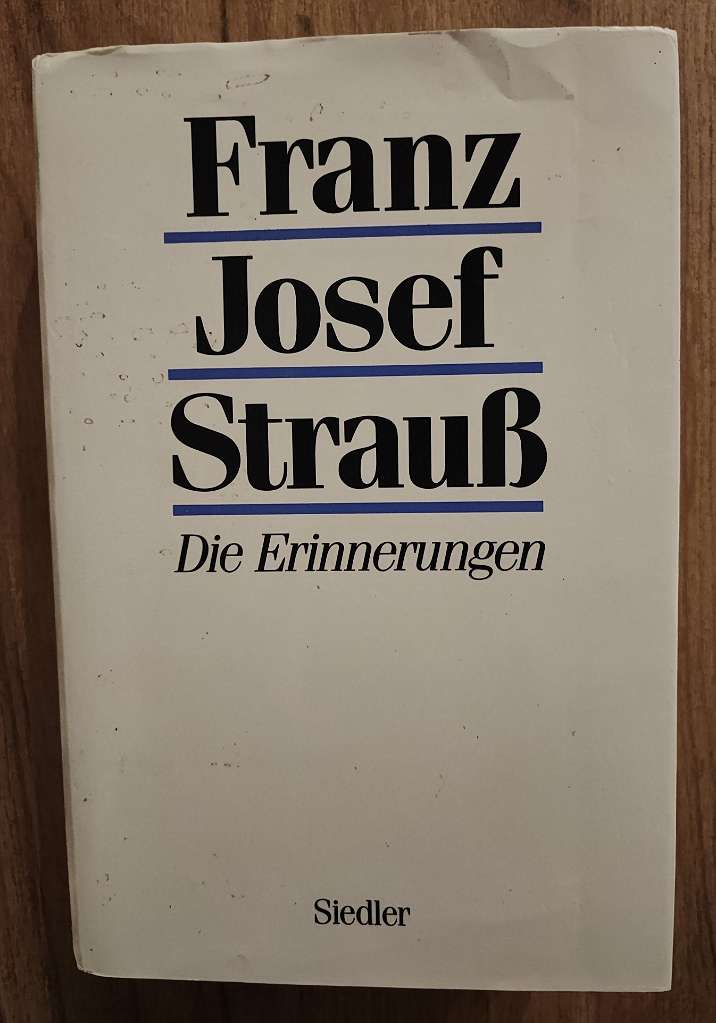 Franz
Josef
Strauß
Die Erinnerungen
Siedler